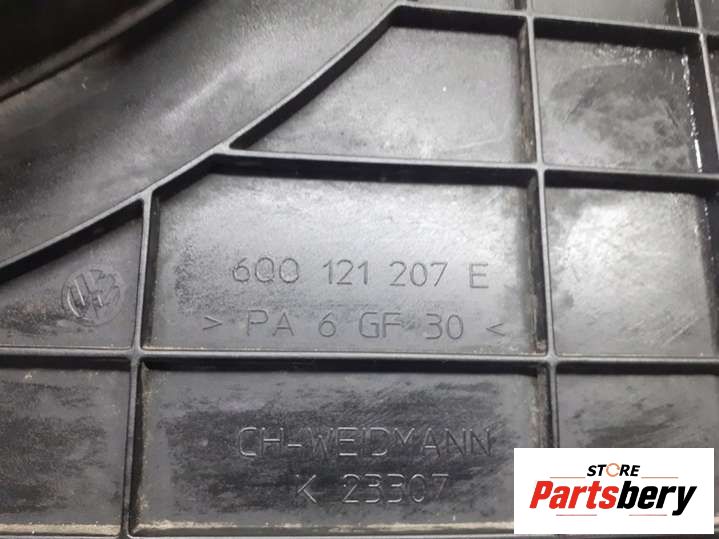 6Q0 121 207 E
> PA 6 GF 30 <
CH-WEIDMANN
K 23307
STORE
Partsbery